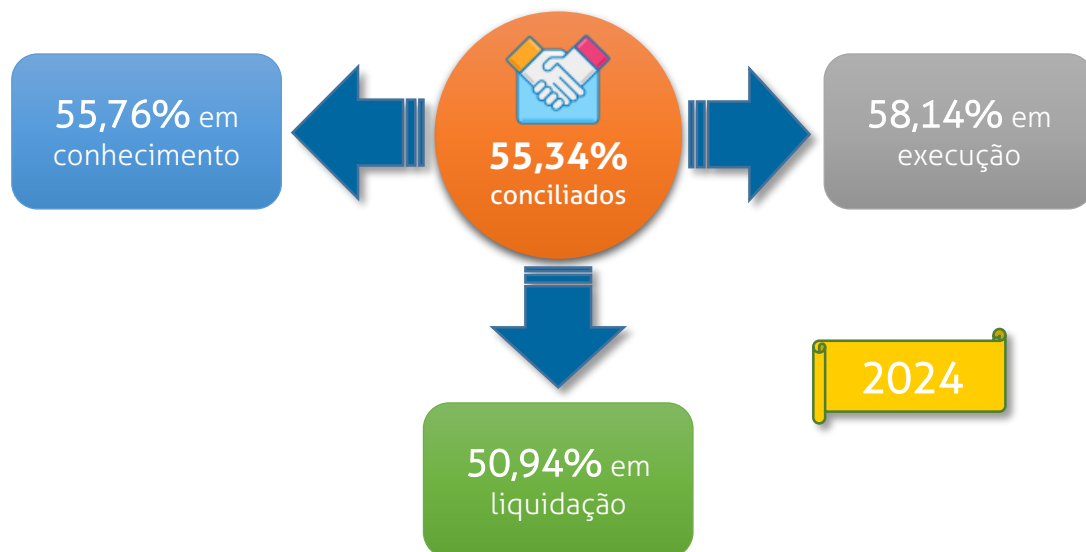 55,34%
conciliados
55,76% em
conhecimento
58,14% em
execução
50,94% em
liquidação
2024